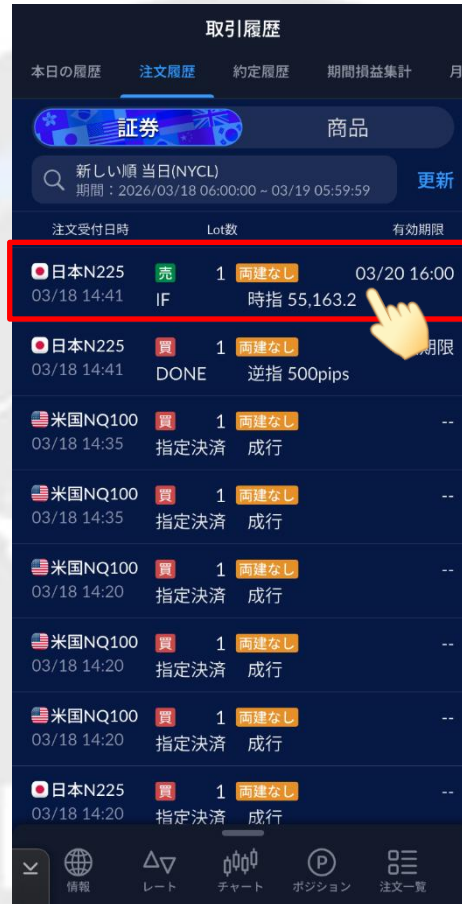 取引履歴
本日の履歴 注文履歴 約定履歴 期間損益集計 月
証券 商品
新しい順 当日(NYCL)
期間：2026/03/18 06:00:00 ~ 03/19 05:59:59
更新
注文受付日時 Lot数 有効期限
日本N225 売 1 両建なし 03/20 16:00
03/18 14:41 IF 時指 55,163.2
日本N225 買 1 両建なし 期限
03/18 14:41 DONE 逆指 500pips
米国NQ100 買 1 両建なし --
03/18 14:35 指定決済 成行
米国NQ100 買 1 両建なし --
03/18 14:35 指定決済 成行
米国NQ100 買 1 両建なし --
03/18 14:20 指定決済 成行
米国NQ100 買 1 両建なし --
03/18 14:20 指定決済 成行
米国NQ100 買 1 両建なし --
03/18 14:20 指定決済 成行
日本N225 買 1 両建なし --
03/18 14:20 指定決済 成行
情報 レート チャート ポジション 注文一覧